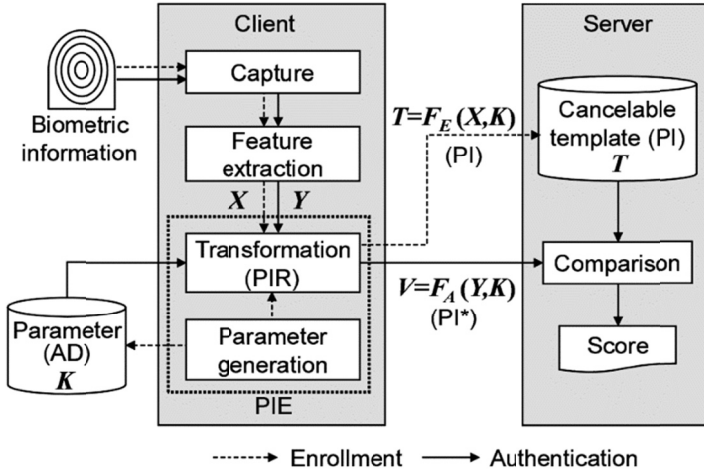 Client
Server
Capture
Biometric
information
Feature
extraction
X
Y
T=F_E(X,K)
(PI)
Cancelable
template (PI)
T
Transformation
(PIR)
V=F_A(Y,K)
(PI*)
Comparison
Parameter
(AD)
K
Parameter
generation
PIE
Score
Enrollment
Authentication